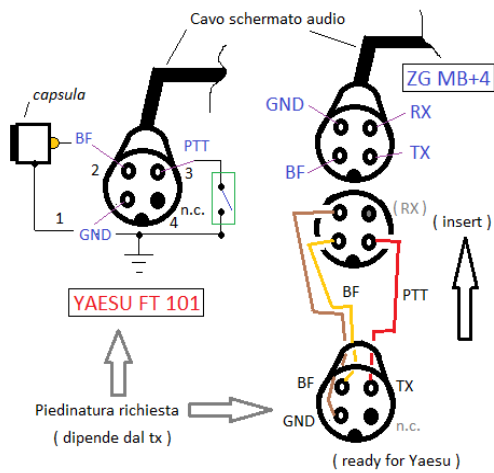 Cavo schermato audio
ZG MB+4
capsula
GND
RX
BF
PTT
TX
BF
2
3
1
n.c.
4
GND
(RX)
( insert )
YAESU FT 101
BF
PTT
BF
TX
Piedinatura richiesta
GND
n.c.
( dipende dal tx )
( ready for Yaesu )